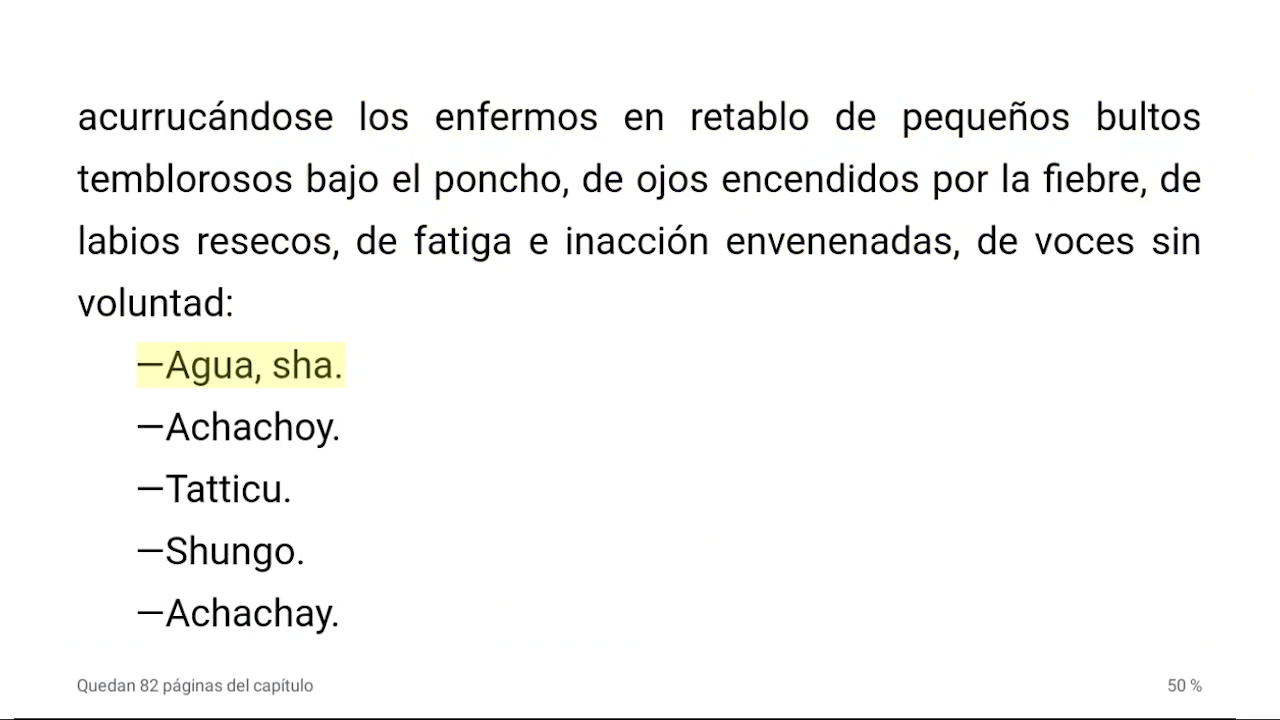 acurrucándose los enfermos en retablo de pequeños bultos
temblorosos bajo el poncho, de ojos encendidos por la fiebre, de
labios resecos, de fatiga e inacción envenenadas, de voces sin
voluntad:
—Agua, sha.
—Achachoy.
—Tatticu.
—Shungo.
—Achachay.
Quedan 82 páginas del capítulo
50 %